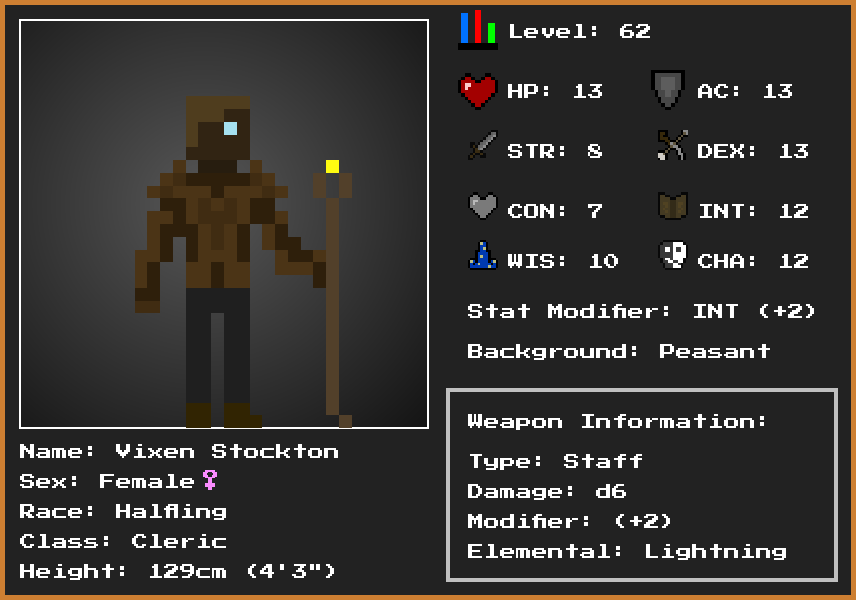 Level: 62
HP: 13
AC: 13
STR: 8
DEX: 13
CON: 7
INT: 12
WIS: 10
CHA: 12
Stat Modifier: INT (+2)
Background: Peasant
Weapon Information:
Type: Staff
Damage: d6
Modifier: (+2)
Elemental: Lightning
Name: Vixen Stockton
Sex: Female♀
Race: Halfling
Class: Cleric
Height: 129cm (4'3")